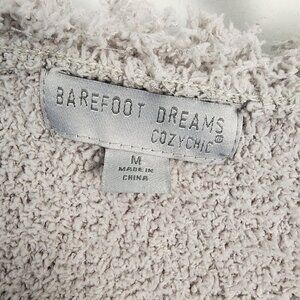 BAREFOOT DREAMS
COZYCHIC®
M
MADE IN
CHINA